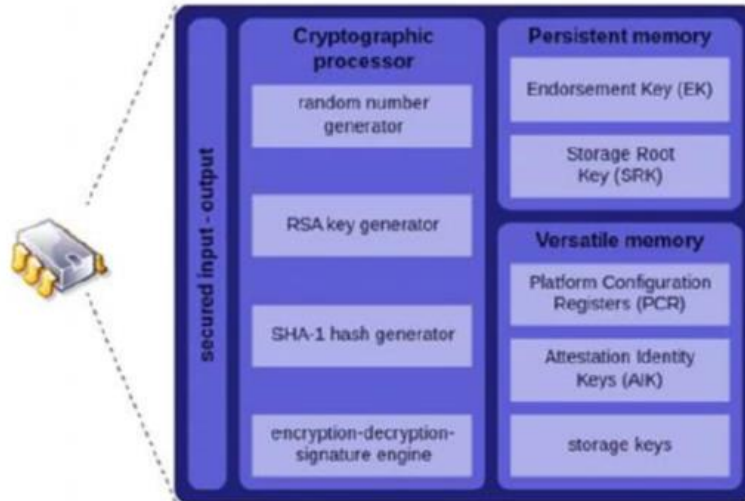 secured input - output
Cryptographic
processor
random number
generator
RSA key generator
SHA-1 hash generator
encryption-decryption-
signature engine
Persistent memory
Endorsement Key (EK)
Storage Root
Key (SRK)
Versatile memory
Platform Configuration
Registers (PCR)
Attestation Identity
Keys (AIK)
storage keys